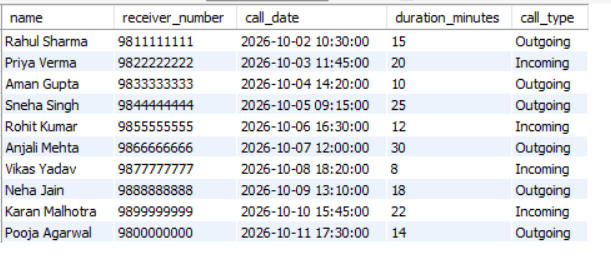 name receiver_number call_date duration_minutes call_type
Rahul Sharma 9811111111 2026-10-02 10:30:00 15 Outgoing
Priya Verma 9822222222 2026-10-03 11:45:00 20 Incoming
Aman Gupta 9833333333 2026-10-04 14:20:00 10 Outgoing
Sneha Singh 9844444444 2026-10-05 09:15:00 25 Outgoing
Rohit Kumar 9855555555 2026-10-06 16:30:00 12 Incoming
Anjali Mehta 9866666666 2026-10-07 12:00:00 30 Outgoing
Vikas Yadav 9877777777 2026-10-08 18:20:00 8 Incoming
Neha Jain 9888888888 2026-10-09 13:10:00 18 Outgoing
Karan Malhotra 9899999999 2026-10-10 15:45:00 22 Incoming
Pooja Agarwal 9800000000 2026-10-11 17:30:00 14 Outgoing